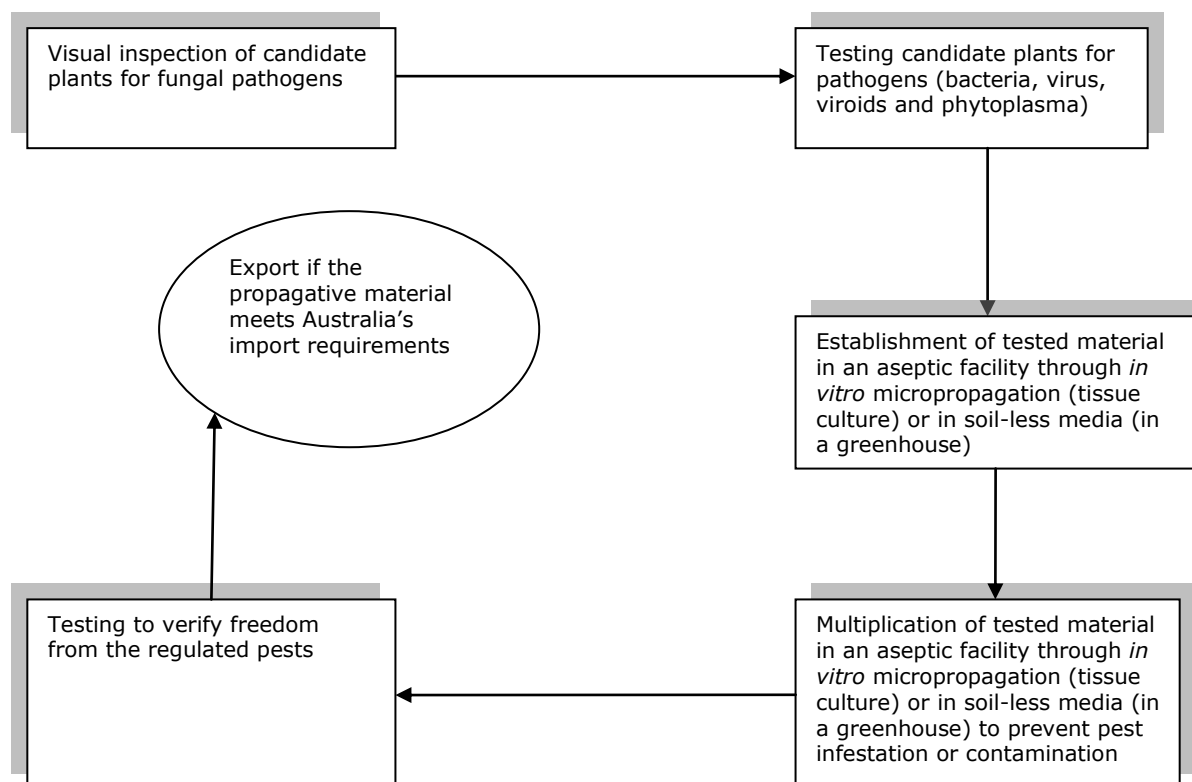 Visual inspection of candidate
plants for fungal pathogens
Testing candidate plants for
pathogens (bacteria, virus,
viroids and phytoplasma)
Establishment of tested material
in an aseptic facility through in
vitro micropropagation (tissue
culture) or in soil-less media (in
a greenhouse)
Multiplication of tested material
in an aseptic facility through in
vitro micropropagation (tissue
culture) or in soil-less media (in
a greenhouse) to prevent pest
infestation or contamination
Testing to verify freedom
from the regulated pests
Export if the
propagative material
meets Australia’s
import requirements